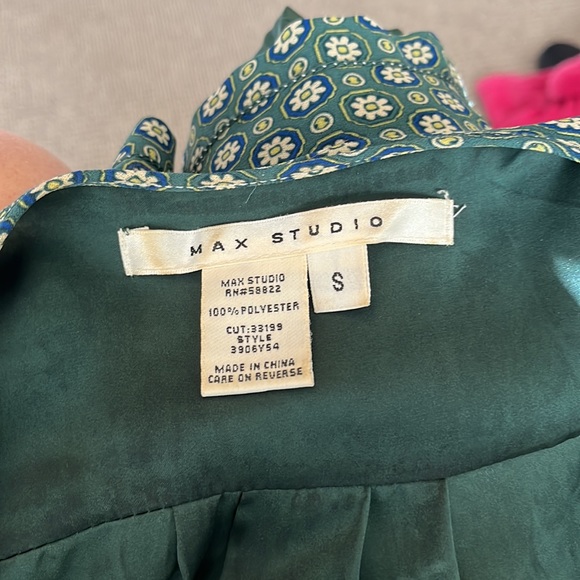 MAX STUDIO
MAX STUDIO
RN#58822
100% POLYESTER
CUT:33199
STYLE
3906Y54
MADE IN CHINA
CARE ON REVERSE
S